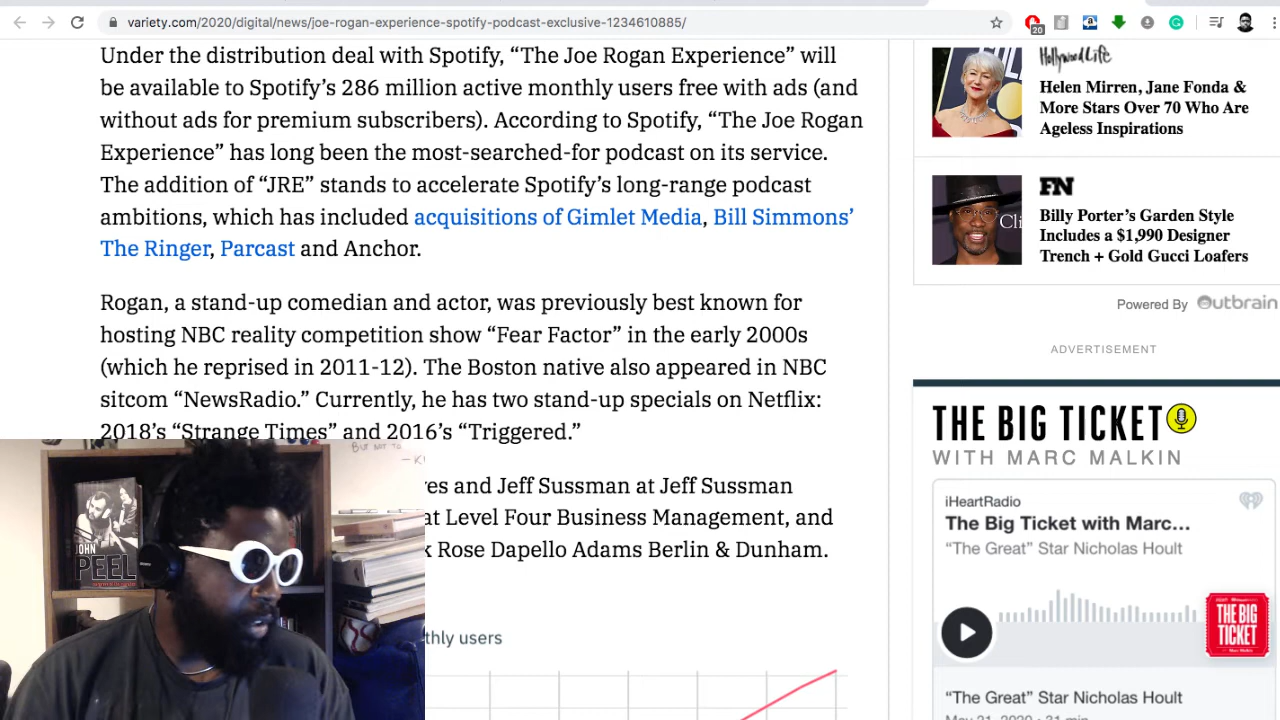 variety.com/2020/digital/news/joe-rogan-experience-spotify-podcast-exclusive-1234610885/
20
Under the distribution deal with Spotify, “The Joe Rogan Experience” will
be available to Spotify’s 286 million active monthly users free with ads (and
without ads for premium subscribers). According to Spotify, “The Joe Rogan
Experience” has long been the most-searched-for podcast on its service.
The addition of “JRE” stands to accelerate Spotify’s long-range podcast
ambitions, which has included acquisitions of Gimlet Media, Bill Simmons’
The Ringer, Parcast and Anchor.
Rogan, a stand-up comedian and actor, was previously best known for
hosting NBC reality competition show “Fear Factor” in the early 2000s
(which he reprised in 2011-12). The Boston native also appeared in NBC
sitcom “NewsRadio.” Currently, he has two stand-up specials on Netflix:
2018’s “Strange Times” and 2016’s “Triggered.”
and Jeff Sussman at Jeff Sussman
at Level Four Business Management, and
Rose Dapello Adams Berlin & Dunham.
users
BUT NOT TO
JOHN
PEEL
HollywoodLife
Helen Mirren, Jane Fonda &
More Stars Over 70 Who Are
Ageless Inspirations
FN
Billy Porter’s Garden Style
Includes a $1,990 Designer
Trench + Gold Gucci Loafers
Powered By Outbrain
ADVERTISEMENT
THE BIG TICKET
WITH MARC MALKIN
iHeartRadio
The Big Ticket with Marc...
“The Great” Star Nicholas Hoult
THE BIG
TICKET
“The Great” Star Nicholas Hoult
May 21, 2020 · 31 min